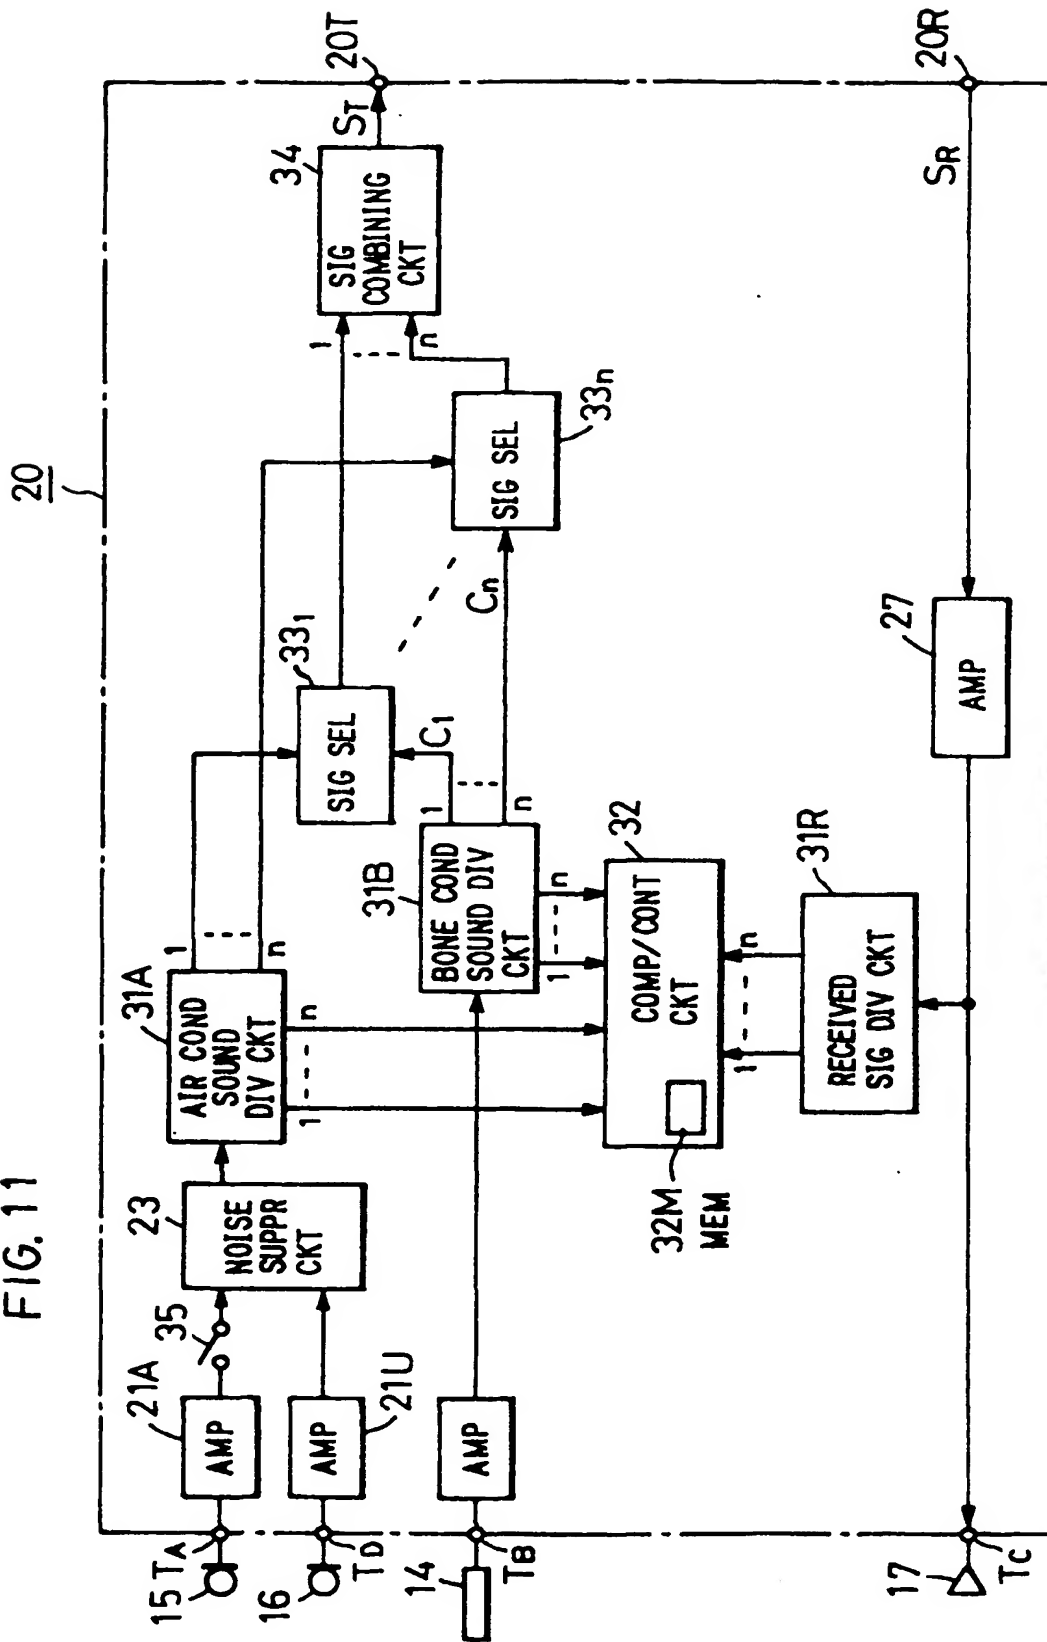 FIG. 11
20
15
TA
21A
AMP
35
23
NOISE
SUPPR
CKT
31A
AIR COND
SOUND
DIV CKT
1
n
1
n
16
TD
AMP
21U
14
TB
AMP
31B
BONE COND
SOUND DIV
CKT
1
n
1
n
C1
Cn
331
SIG SEL
33n
SIG SEL
1
n
34
SIG
COMBINING
CKT
ST
20T
32
COMP/CONT
CKT
32M
MEM
1
n
31R
RECEIVED
SIG DIV CKT
27
AMP
SR
20R
17
TC